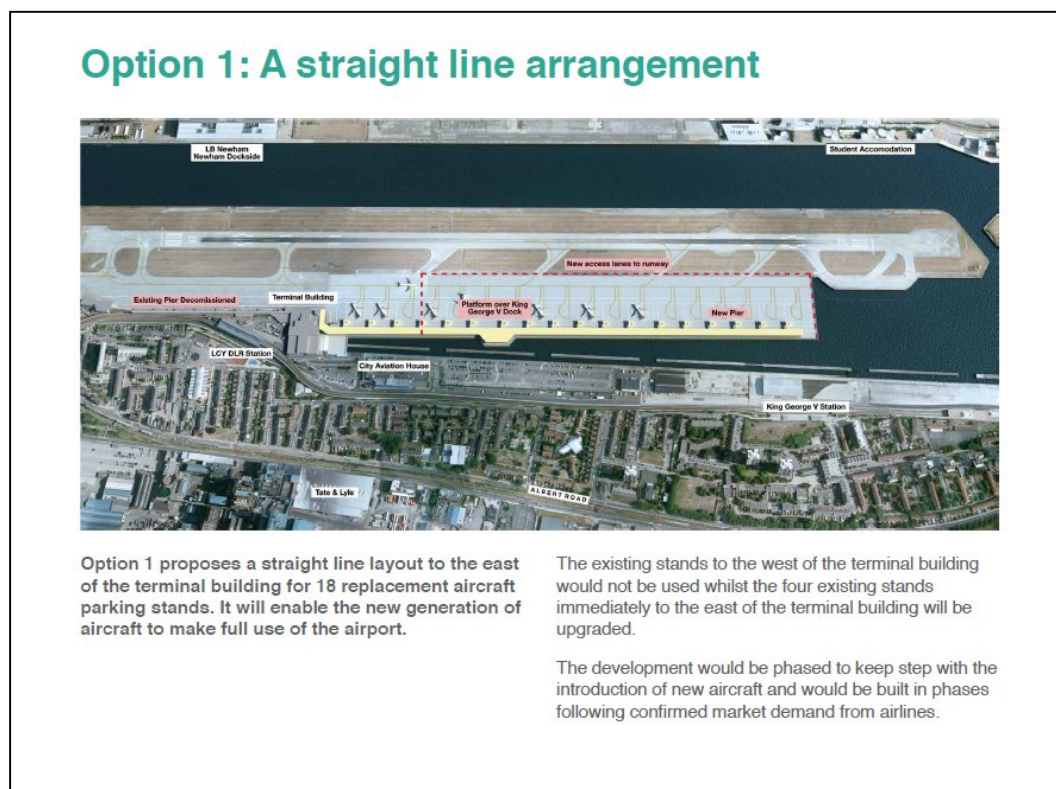 Option 1: A straight line arrangement
LB Newham
Newham Dockside
Student Accomodation
New access lanes to runway
Existing Pier Decomissioned
Terminal Building
Platform over King
George V Dock
New Pier
LCY DLR Station
City Aviation House
King George V Station
Tate & Lyle
ALBERT ROAD
Option 1 proposes a straight line layout to the east
of the terminal building for 18 replacement aircraft
parking stands. It will enable the new generation of
aircraft to make full use of the airport.
The existing stands to the west of the terminal building
would not be used whilst the four existing stands
immediately to the east of the terminal building will be
upgraded.
The development would be phased to keep step with the
introduction of new aircraft and would be built in phases
following confirmed market demand from airlines.